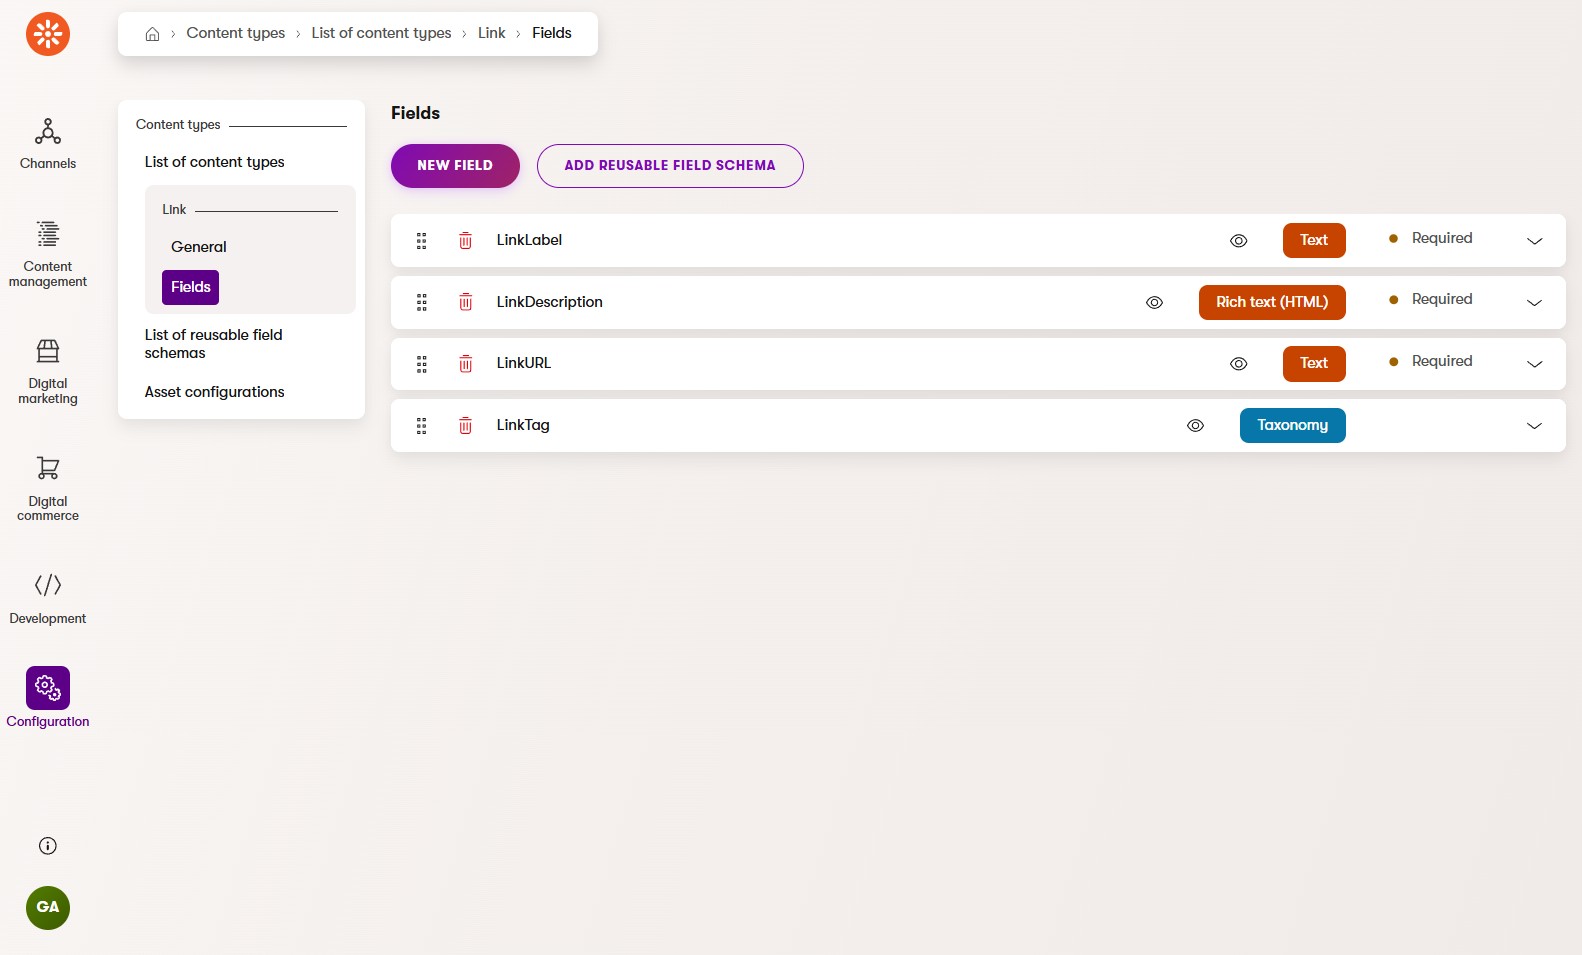 Content types › List of content types › Link › Fields
Channels
Content
management
Digital
marketing
Digital
commerce
Development
Configuration
GA
Content types
List of content types
Link
General
Fields
List of reusable field
schemas
Asset configurations
Fields
NEW FIELD
ADD REUSABLE FIELD SCHEMA
LinkLabel Text Required
LinkDescription Rich text (HTML) Required
LinkURL Text Required
LinkTag Taxonomy